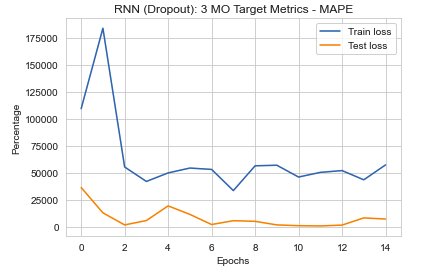 RNN (Dropout): 3 MO Target Metrics - MAPE
Train loss
Test loss
175000
150000
125000
100000
75000
50000
25000
0
Percentage
0 2 4 6 8 10 12 14
Epochs